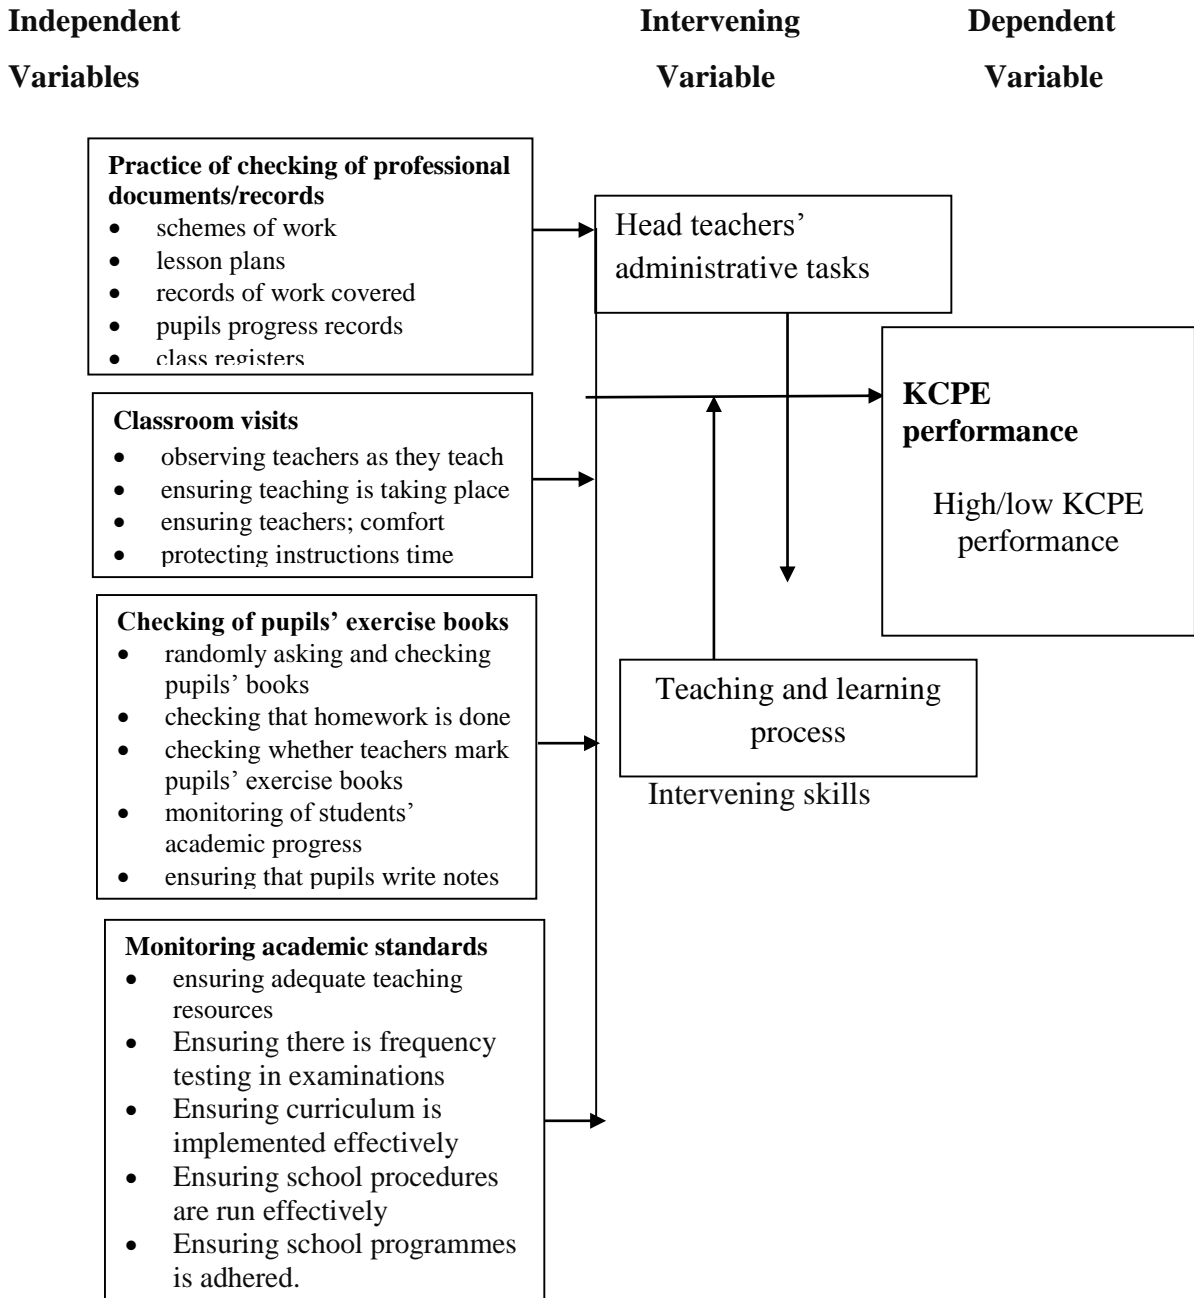 Independent
Variables
Intervening
Variable
Dependent
Variable
Practice of checking of professional
documents/records
• schemes of work
• lesson plans
• records of work covered
• pupils progress records
• class registers
Classroom visits
• observing teachers as they teach
• ensuring teaching is taking place
• ensuring teachers; comfort
• protecting instructions time
Checking of pupils’ exercise books
• randomly asking and checking
pupils’ books
• checking that homework is done
• checking whether teachers mark
pupils’ exercise books
• monitoring of students’
academic progress
• ensuring that pupils write notes
Monitoring academic standards
• ensuring adequate teaching
resources
• Ensuring there is frequency
testing in examinations
• Ensuring curriculum is
implemented effectively
• Ensuring school procedures
are run effectively
• Ensuring school programmes
is adhered.
Head teachers’
administrative tasks
Teaching and learning
process
Intervening skills
KCPE
performance
High/low KCPE
performance